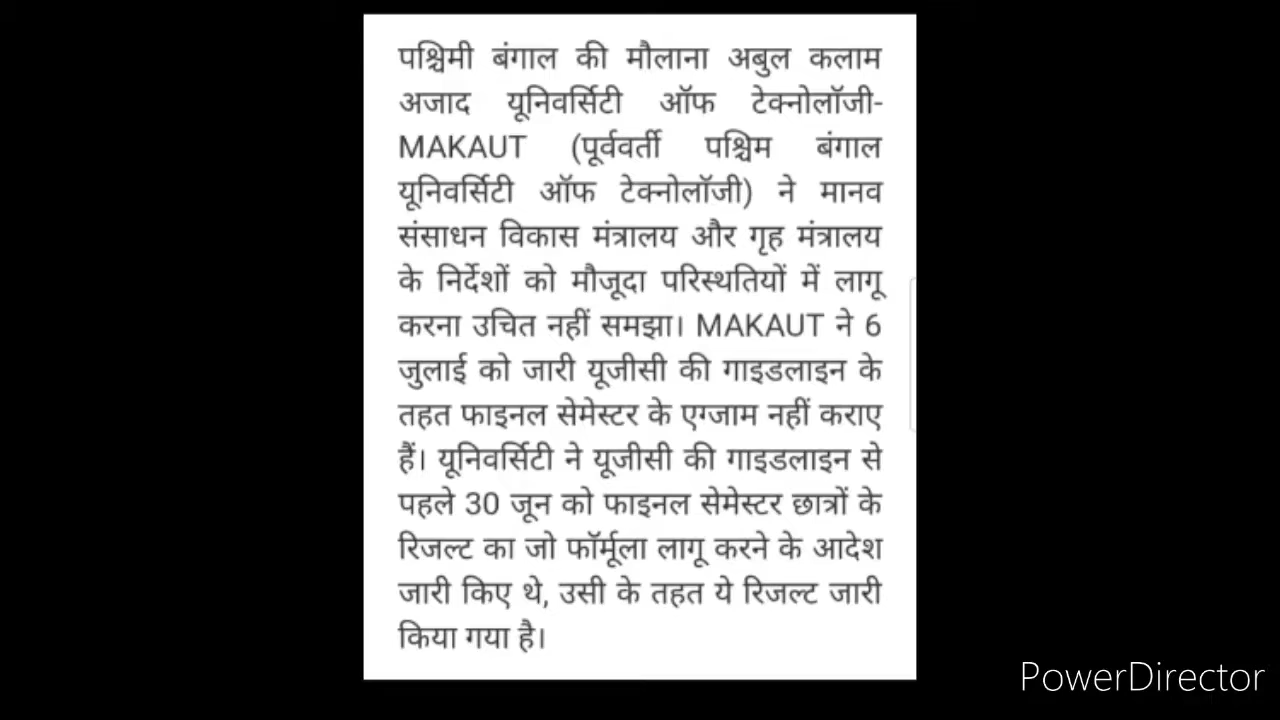 पश्चिमी बंगाल की मौलाना अबुल कलाम
अजाद यूनिवर्सिटी ऑफ टेक्नोलॉजी-
MAKAUT (पूर्ववर्ती पश्चिम बंगाल
यूनिवर्सिटी ऑफ टेक्नोलॉजी) ने मानव
संसाधन विकास मंत्रालय और गृह मंत्रालय
के निर्देशों को मौजूदा परिस्थतियों में लागू
करना उचित नहीं समझा। MAKAUT ने 6
जुलाई को जारी यूजीसी की गाइडलाइन के
तहत फाइनल सेमेस्टर के एग्जाम नहीं कराए
हैं। यूनिवर्सिटी ने यूजीसी की गाइडलाइन से
पहले 30 जून को फाइनल सेमेस्टर छात्रों के
रिजल्ट का जो फॉर्मूला लागू करने के आदेश
जारी किए थे, उसी के तहत ये रिजल्ट जारी
किया गया है।
PowerDirector